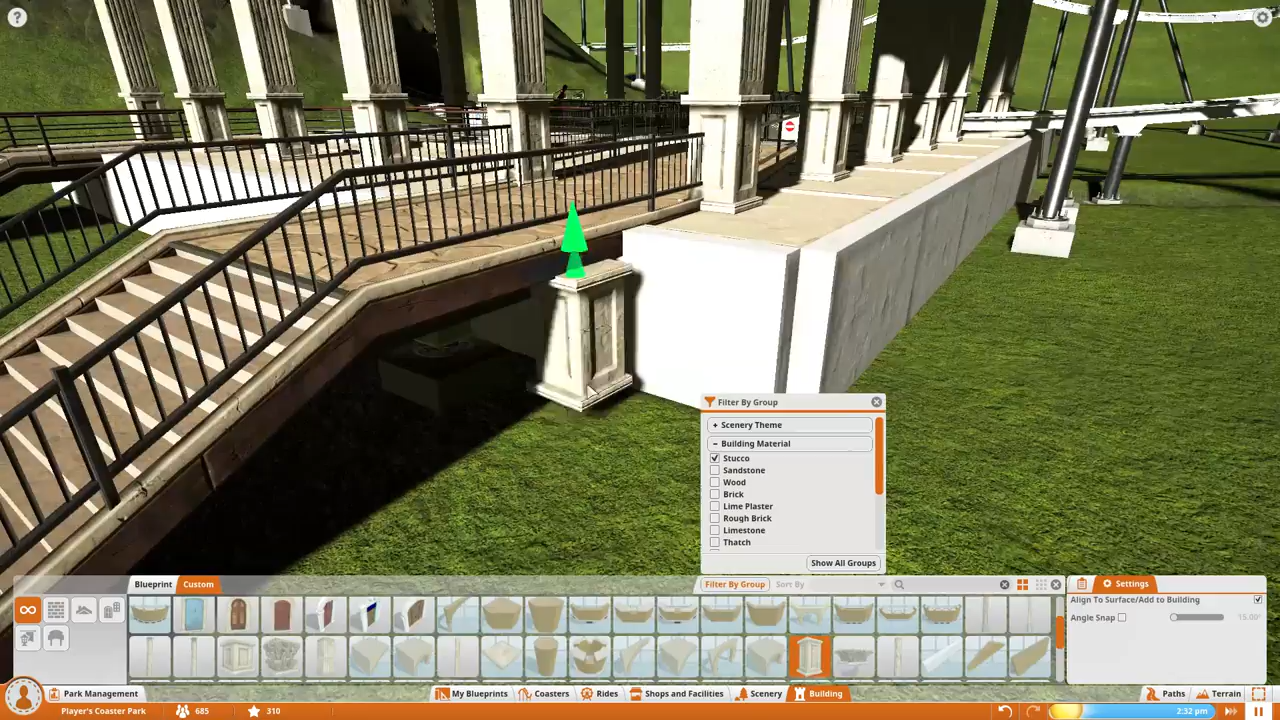 ?
Filter By Group
+ Scenery Theme
− Building Material
Stucco
Sandstone
Wood
Brick
Lime Plaster
Rough Brick
Limestone
Thatch
Show All Groups
Blueprint Custom Filter By Group Sort By Settings
Align To Surface/Add to Building
Angle Snap 15.00°
Park Management My Blueprints Coasters Rides Shops and Facilities Scenery Building Paths Terrain
Player's Coaster Park 685 310 2:32 pm